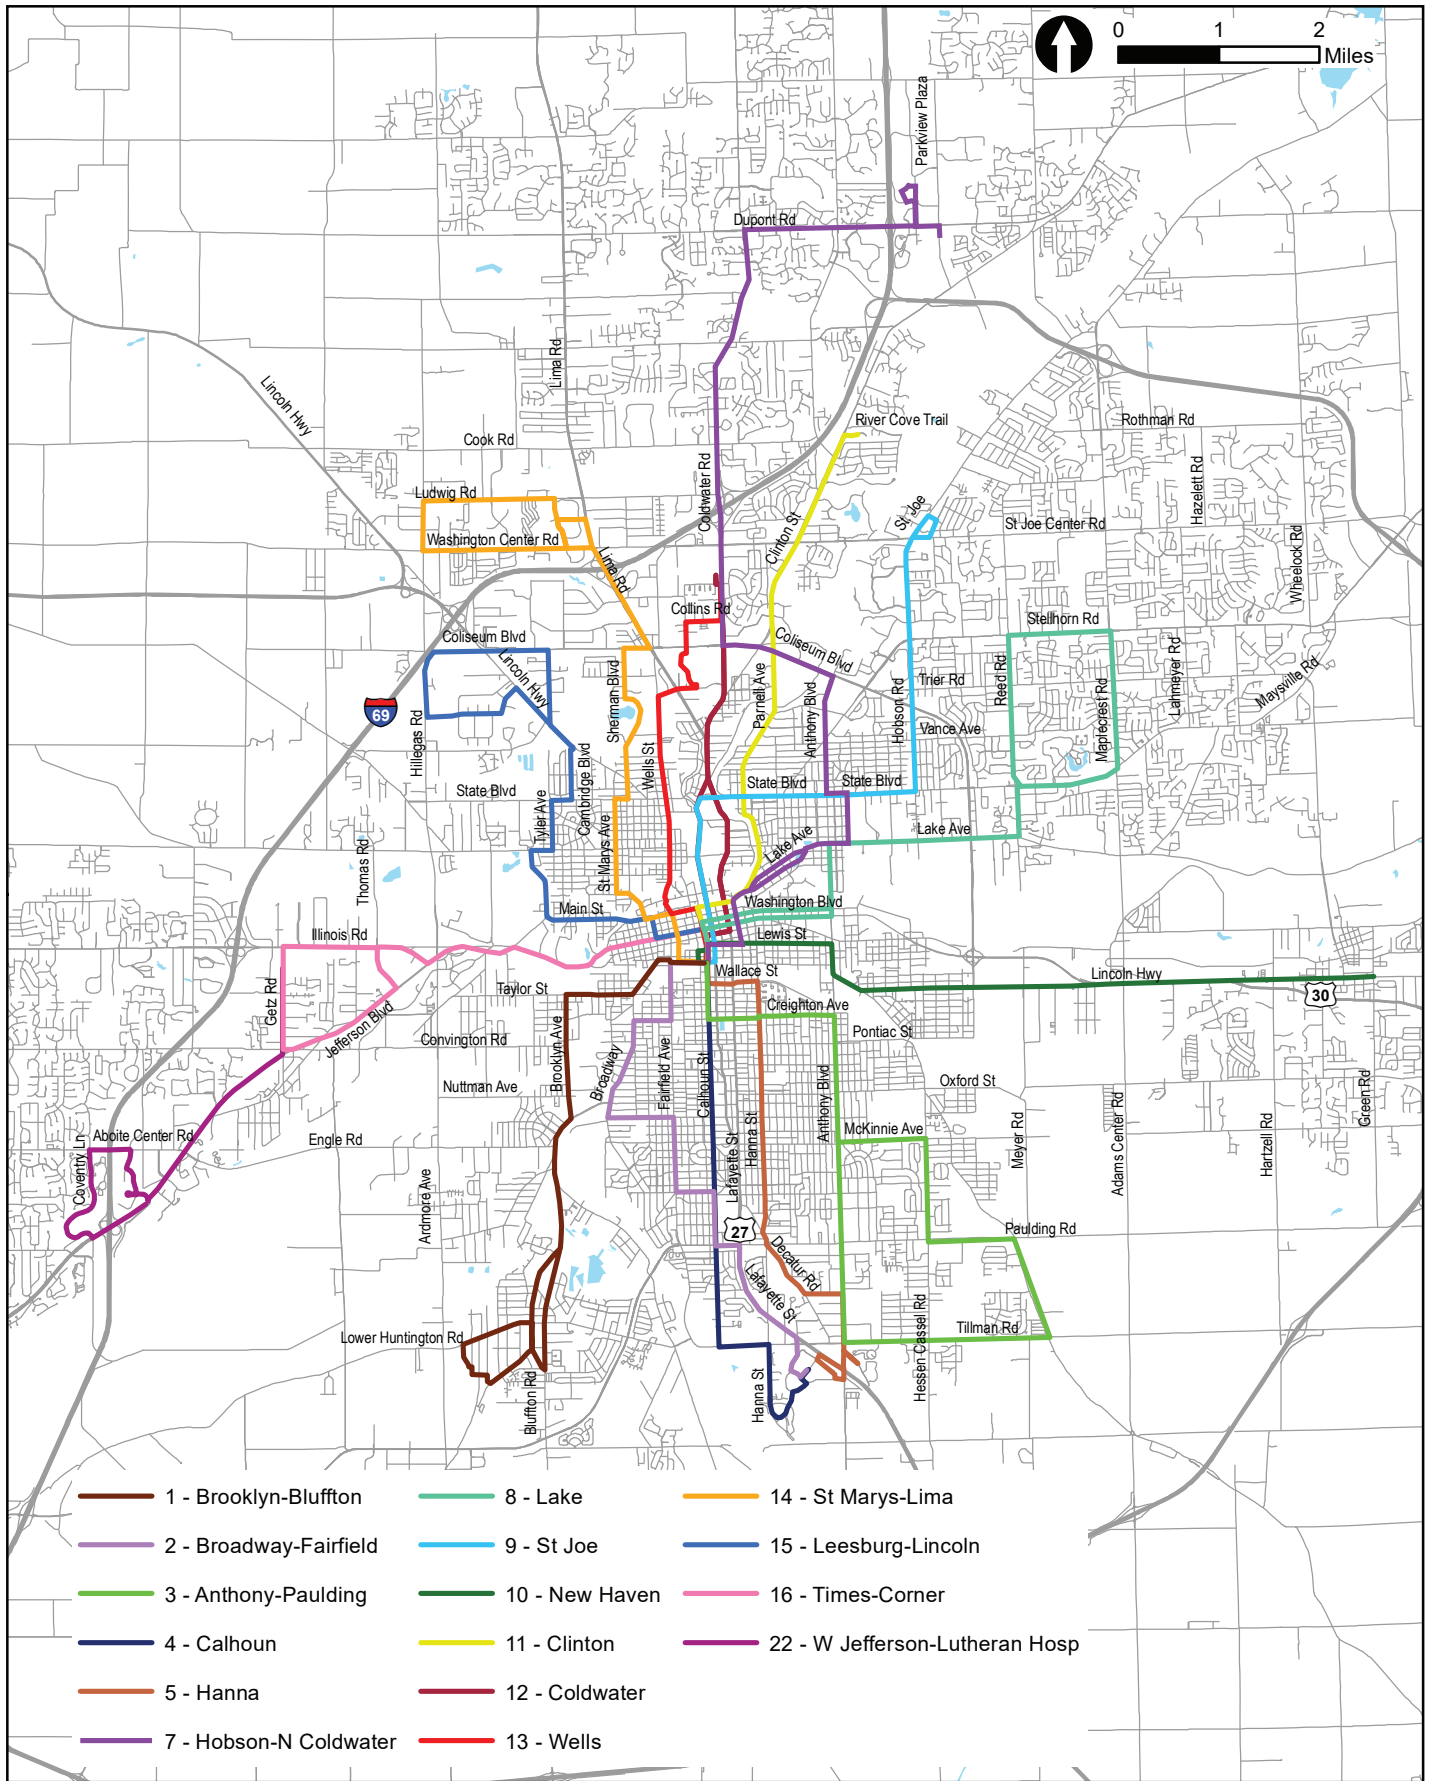 0 1 2
Miles
Parkview Plaza
Dupont Rd
Lima Rd
Lincoln Hwy
River Cove Trail
Rothman Rd
Cook Rd
Coldwater Rd
Hazelett Rd
Ludwig Rd
St Joe
St Joe Center Rd
Clinton St
Washington Center Rd
Wheelock Rd
Lima Rd
Collins Rd
Stellhorn Rd
Coliseum Blvd
Coliseum Blvd
Lincoln Hwy
Sherman Blvd
Parnell Ave
Anthony Blvd
Hobson Rd
Trier Rd
Reed Rd
Maplecrest Rd
Lahmeyer Rd
Maysville Rd
69
Hillegas Rd
Vance Ave
Cambridge Blvd
Wells St
State Blvd
State Blvd
State Blvd
Tyler Ave
St Marys Ave
Thomas Rd
Lake Ave
Lake Ave
Main St
Washington Blvd
Illinois Rd
Lewis St
Wallace St
Lincoln Hwy
30
Getz Rd
Taylor St
Creighton Ave
Jefferson Blvd
Convington Rd
Pontiac St
Brooklyn Ave
Broadway
Fairfield Ave
Calhoun St
Nuttman Ave
Oxford St
Anthony Blvd
Green Rd
Aboite Center Rd
Engle Rd
Hanna St
McKinnie Ave
Meyer Rd
Adams Center Rd
Hartzell Rd
Coventry Ln
Ardmore Ave
Lafayette St
27
Decatur Rd
Paulding Rd
Lafayette St
Lower Huntington Rd
Hessen Cassel Rd
Tillman Rd
Bluffton Rd
Hanna St
1 - Brooklyn-Bluffton
2 - Broadway-Fairfield
3 - Anthony-Paulding
4 - Calhoun
5 - Hanna
7 - Hobson-N Coldwater
8 - Lake
9 - St Joe
10 - New Haven
11 - Clinton
12 - Coldwater
13 - Wells
14 - St Marys-Lima
15 - Leesburg-Lincoln
16 - Times-Corner
22 - W Jefferson-Lutheran Hosp